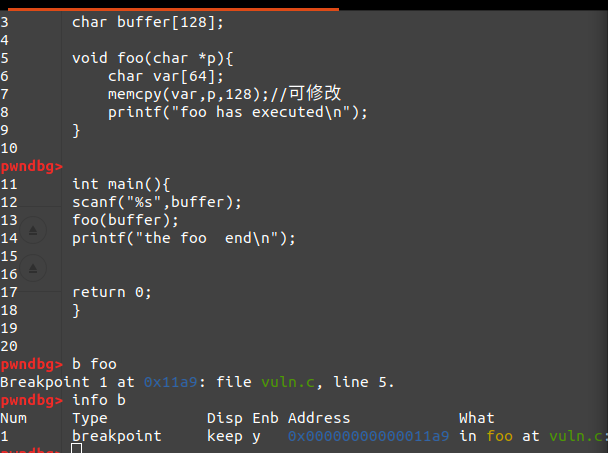 3 char buffer[128];
4
5 void foo(char *p){
6 char var[64];
7 memcpy(var,p,128);//可修改
8 printf("foo has executed\n");
9 }
10
pwndbg>
11 int main(){
12 scanf("%s",buffer);
13 foo(buffer);
14 printf("the foo  end\n");
15
16
17 return 0;
18 }
19
20
pwndbg> b foo
Breakpoint 1 at 0x11a9: file vuln.c, line 5.
pwndbg> info b
Num Type Disp Enb Address What
1 breakpoint keep y 0x00000000000011a9 in foo at vuln.c: